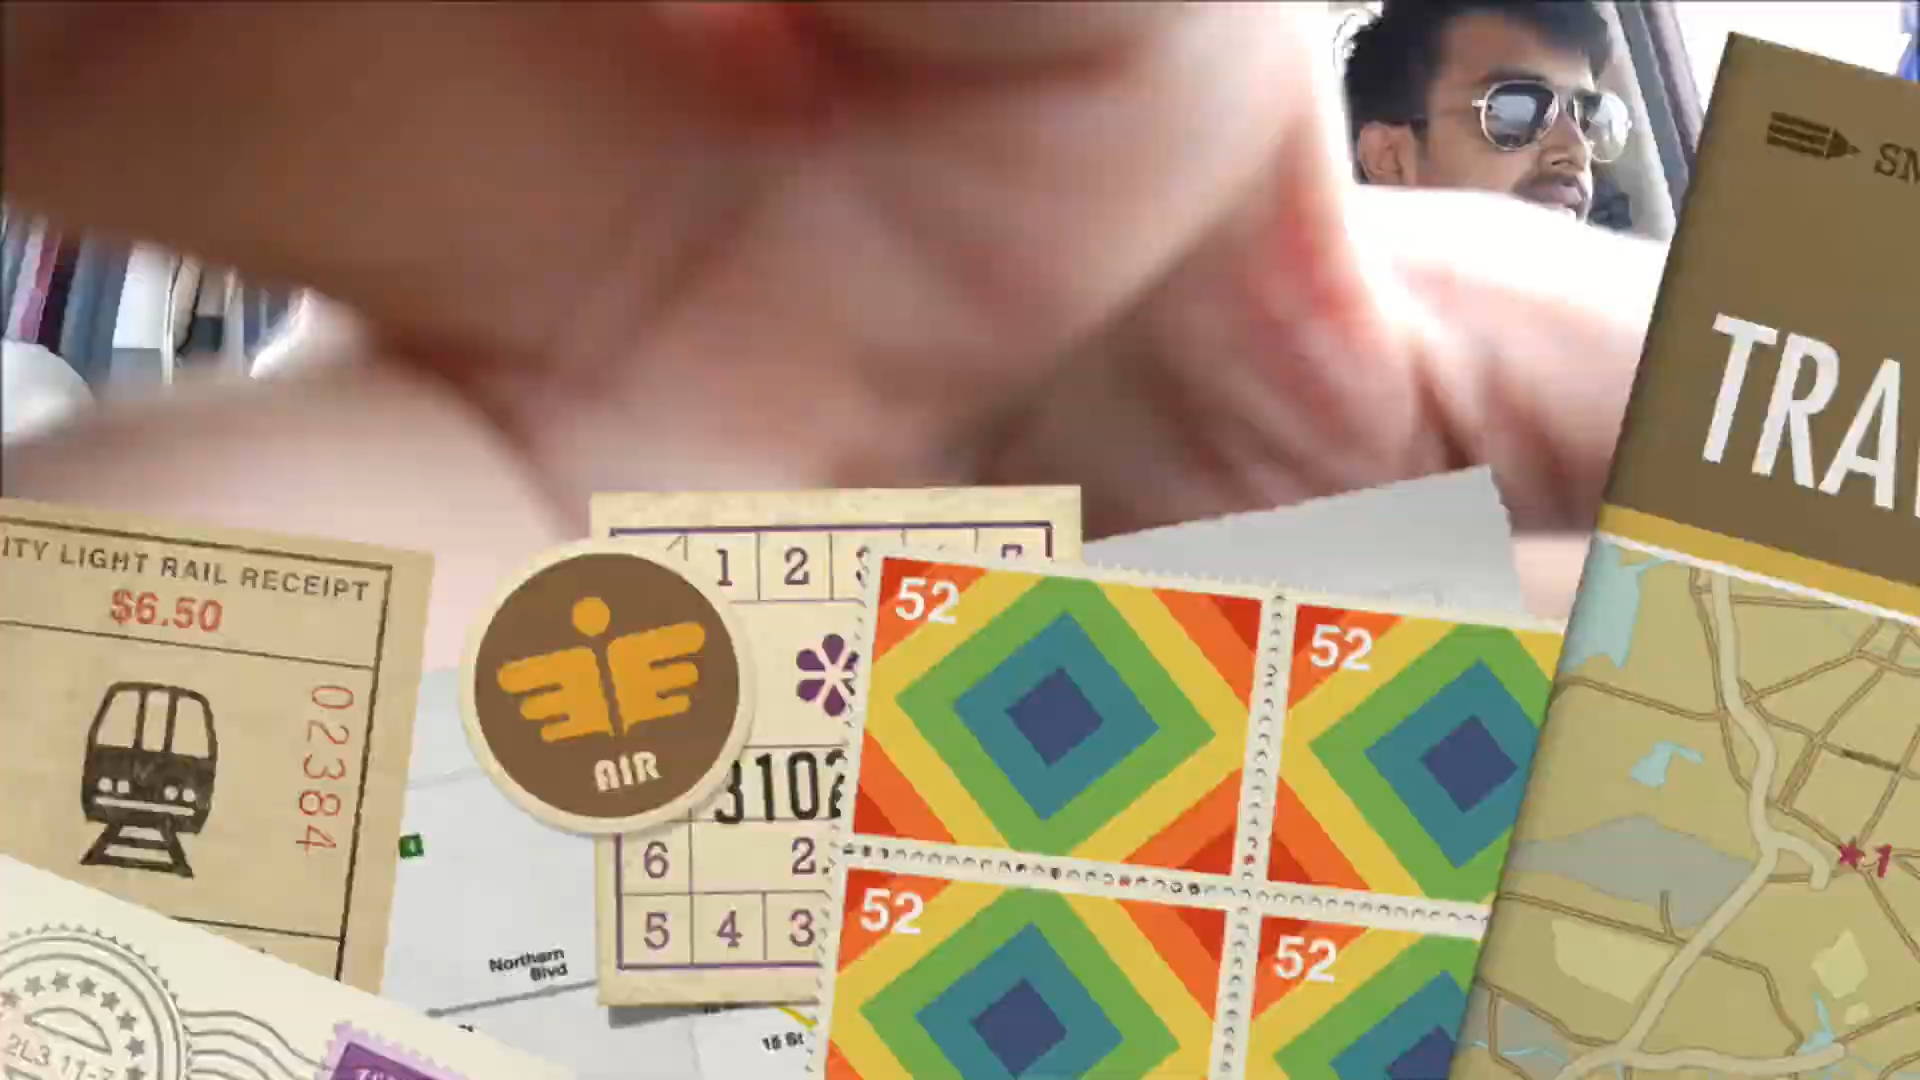 TRA
CITY LIGHT RAIL RECEIPT
$6.50
02384
1 2
AIR
3102
6 2
5 4 3
52
52
52
52
1
Northern
Blvd
15 St